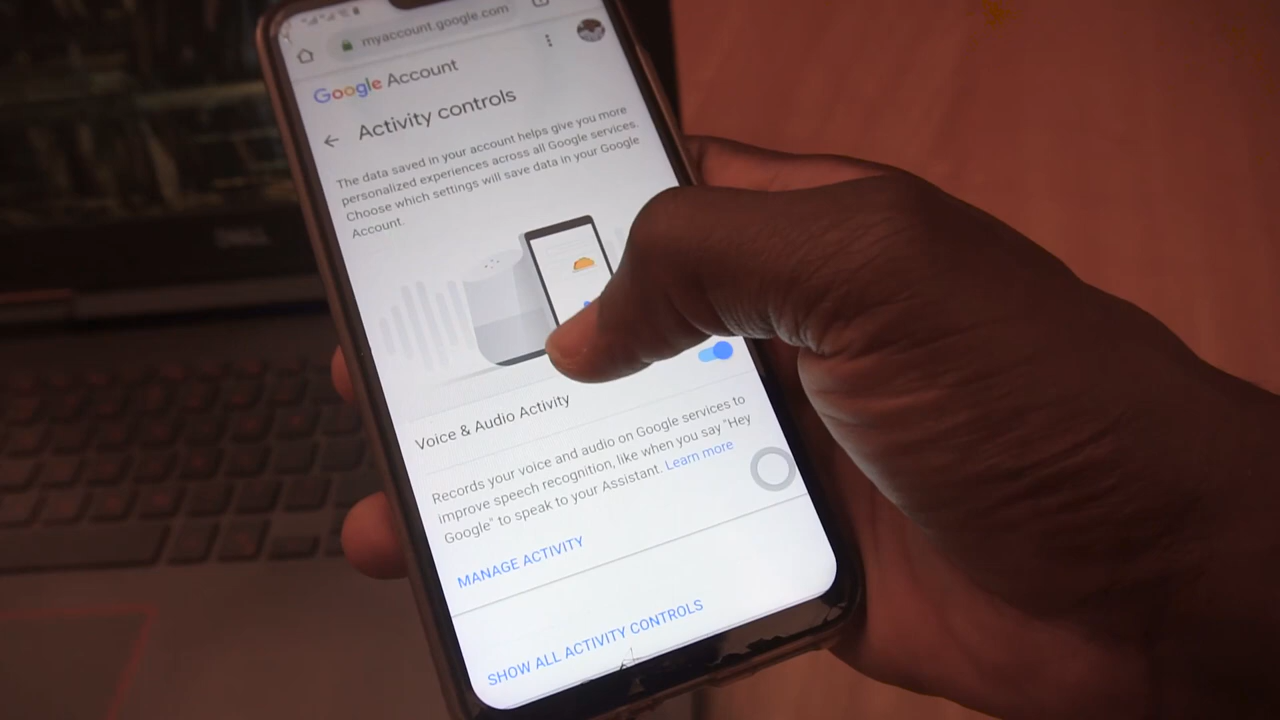 myaccount.google.com
Google Account
Activity controls
The data saved in your account helps give you more
personalized experiences across all Google services.
Choose which settings will save data in your Google
Account.
Voice & Audio Activity
Records your voice and audio on Google services to
improve speech recognition, like when you say "Hey
Google" to speak to your Assistant. Learn more
MANAGE ACTIVITY
SHOW ALL ACTIVITY CONTROLS
DELL